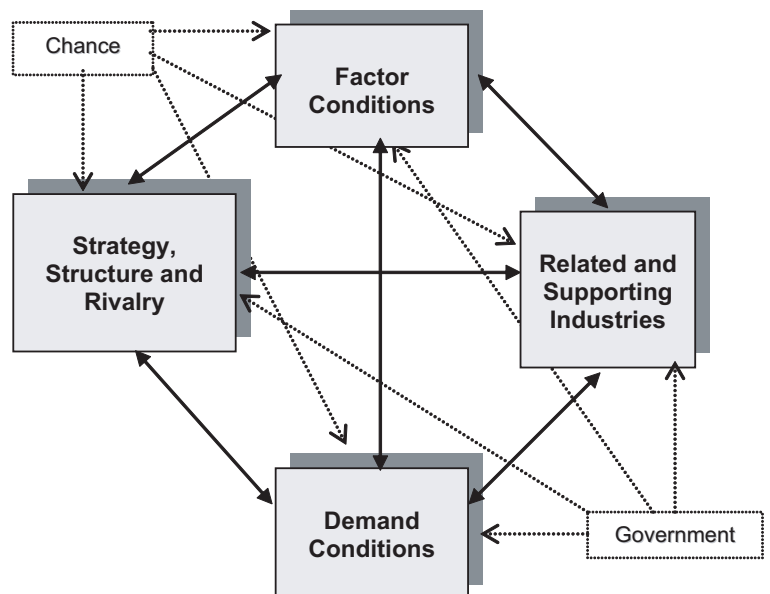 Chance
Factor
Conditions
Strategy,
Structure and
Rivalry
Related and
Supporting
Industries
Demand
Conditions
Government